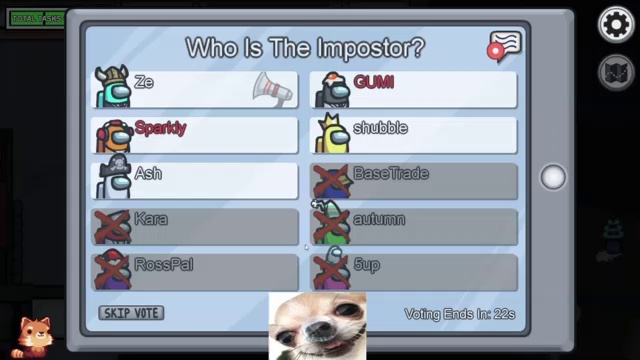 TOTAL TASKS
Who Is The Impostor?
Ze
GUMI
Sparkly
shubble
Ash
BaseTrade
Kara
autumn
RossPal
5up
SKIP VOTE
Voting Ends In: 22s